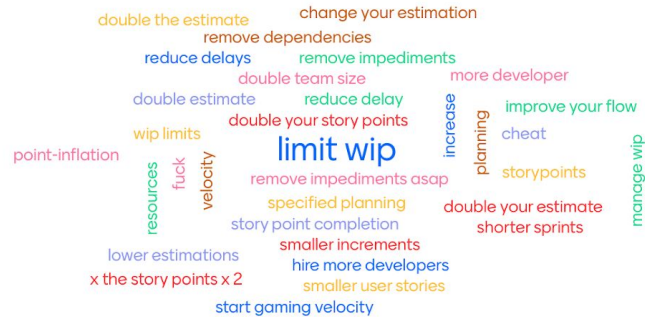 change your estimation
double the estimate
remove dependencies
reduce delays
remove impediments
double team size
more developer
double estimate
reduce delay
increase
planning
improve your flow
double your story points
wip limits
cheat
limit wip
point-inflation
resources
fuck
velocity
remove impediments asap
storypoints
manage wip
specified planning
double your estimate
story point completion
shorter sprints
smaller increments
lower estimations
hire more developers
x the story points x 2
smaller user stories
start gaming velocity